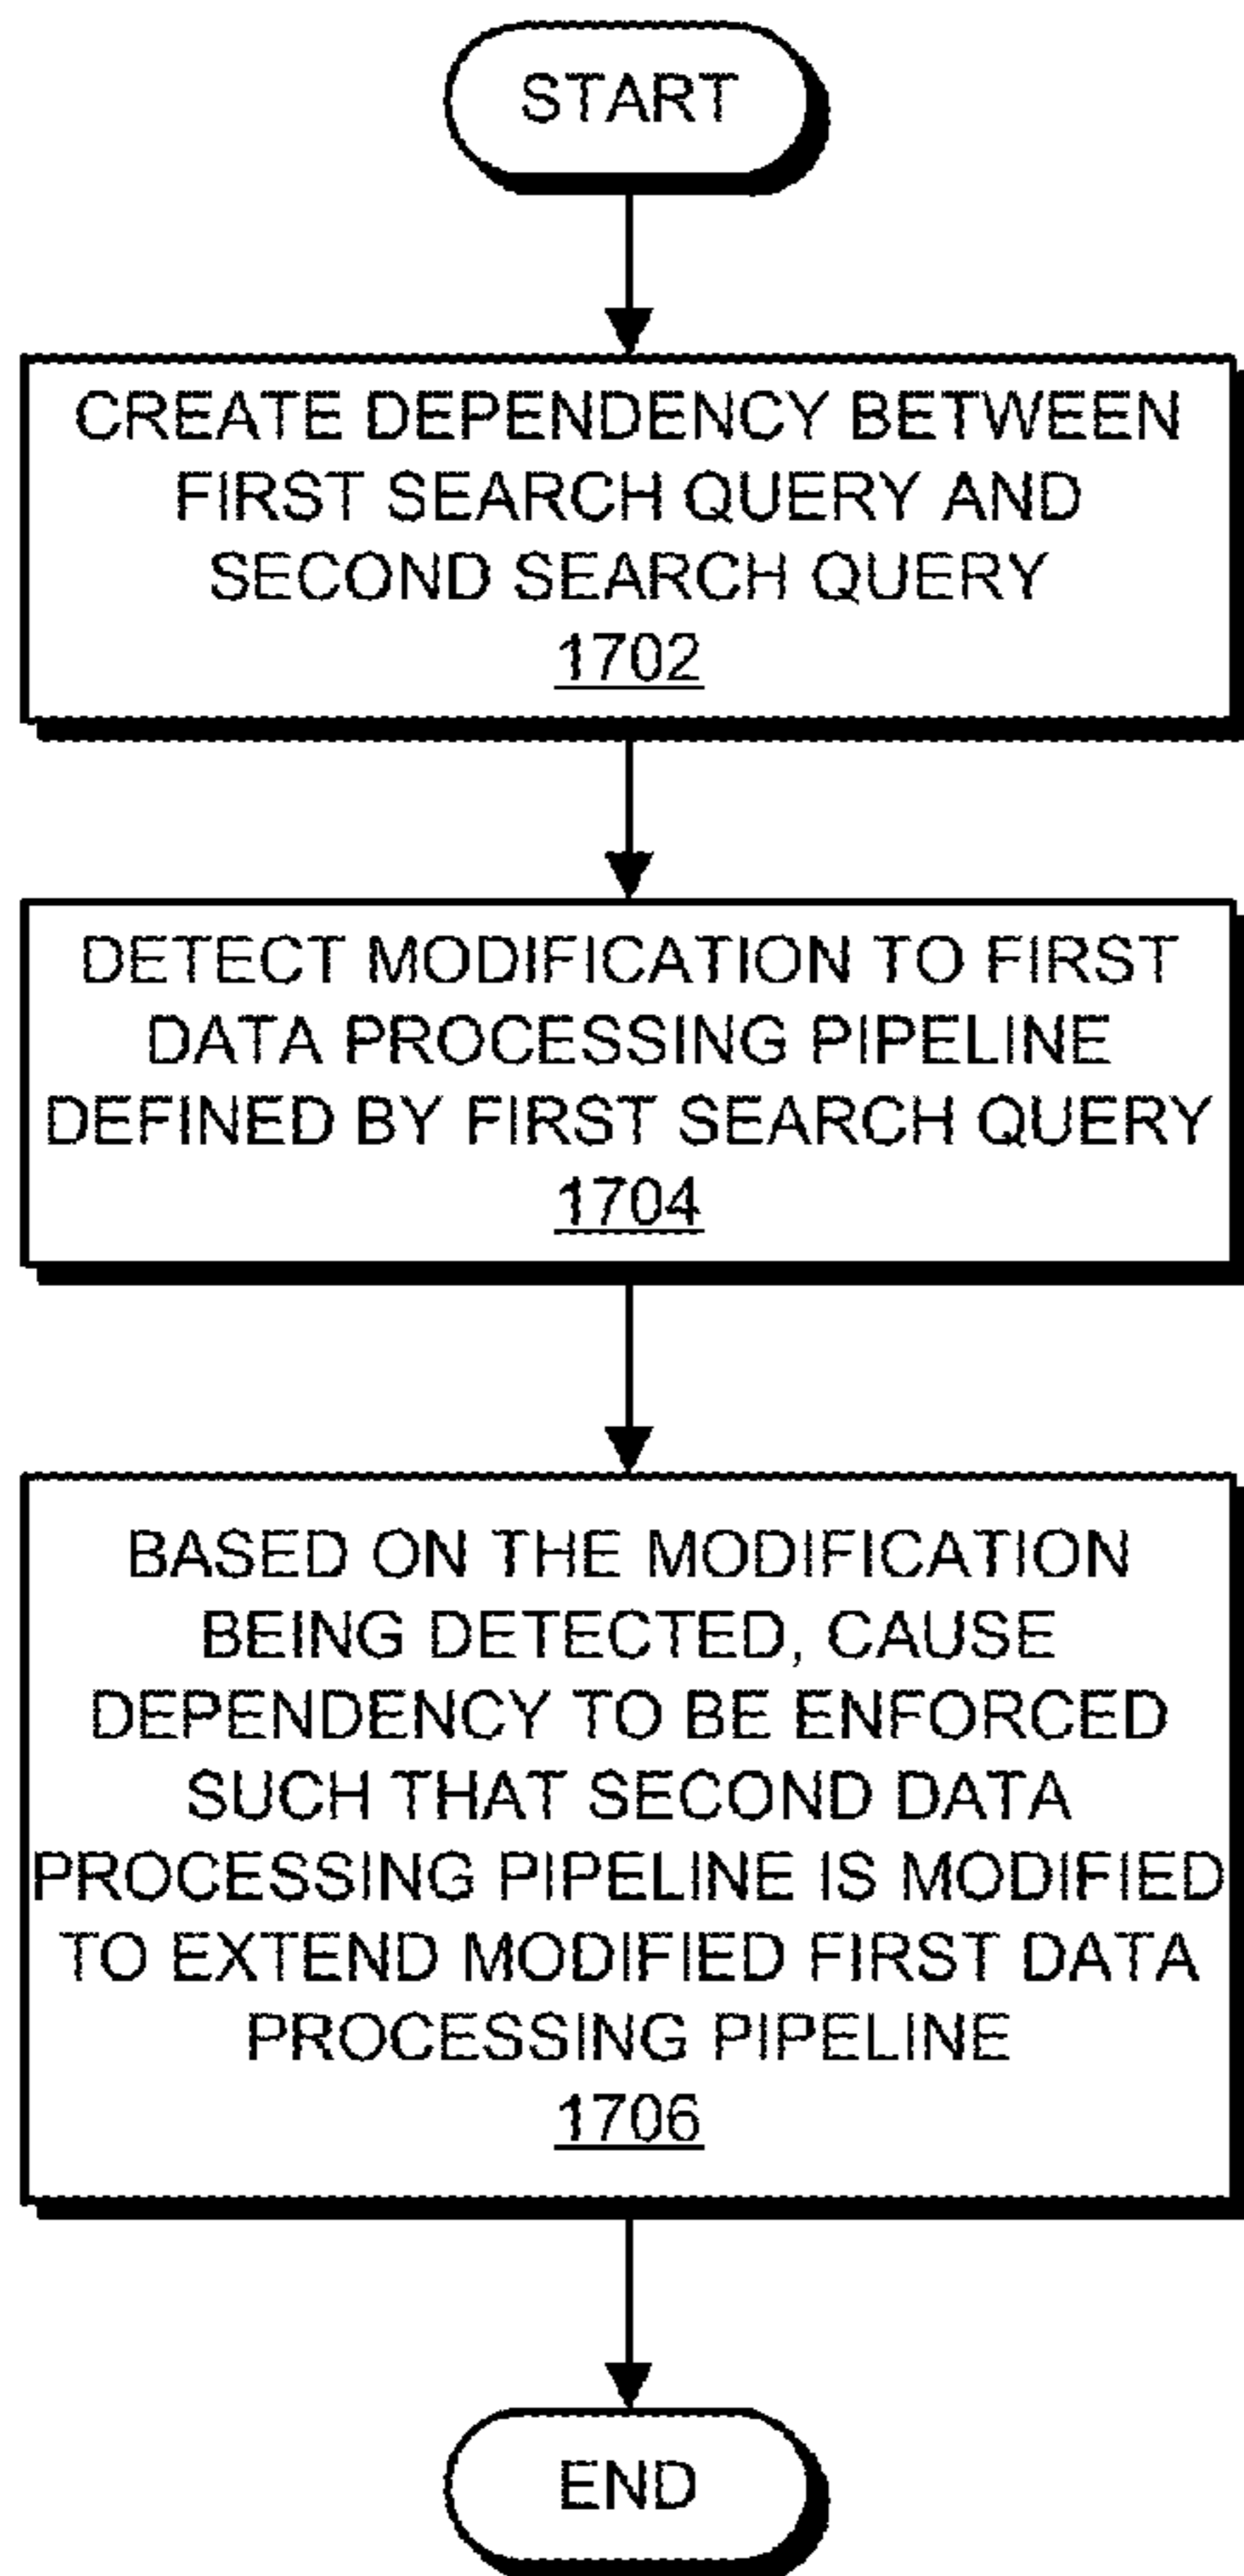 START
CREATE DEPENDENCY BETWEEN
FIRST SEARCH QUERY AND
SECOND SEARCH QUERY
1702
DETECT MODIFICATION TO FIRST
DATA PROCESSING PIPELINE
DEFINED BY FIRST SEARCH QUERY
1704
BASED ON THE MODIFICATION
BEING DETECTED, CAUSE
DEPENDENCY TO BE ENFORCED
SUCH THAT SECOND DATA
PROCESSING PIPELINE IS MODIFIED
TO EXTEND MODIFIED FIRST DATA
PROCESSING PIPELINE
1706
END